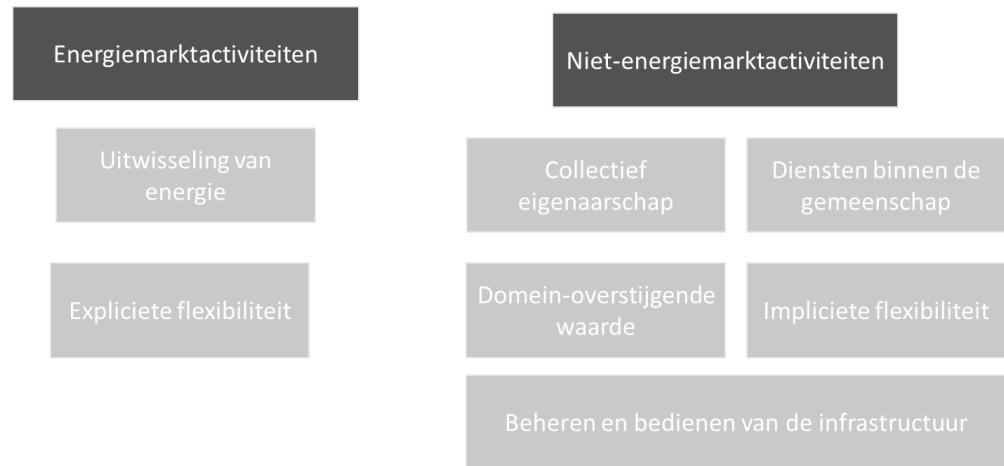 Energiemarktactiviteiten
Niet-energiemarktactiviteiten
Uitwisseling van
energie
Collectief
eigenaarschap
Diensten binnen de
gemeenschap
Expliciete flexibiliteit
Domein-overstijgende
waarde
Impliciete flexibiliteit
Beheren en bedienen van de infrastructuur